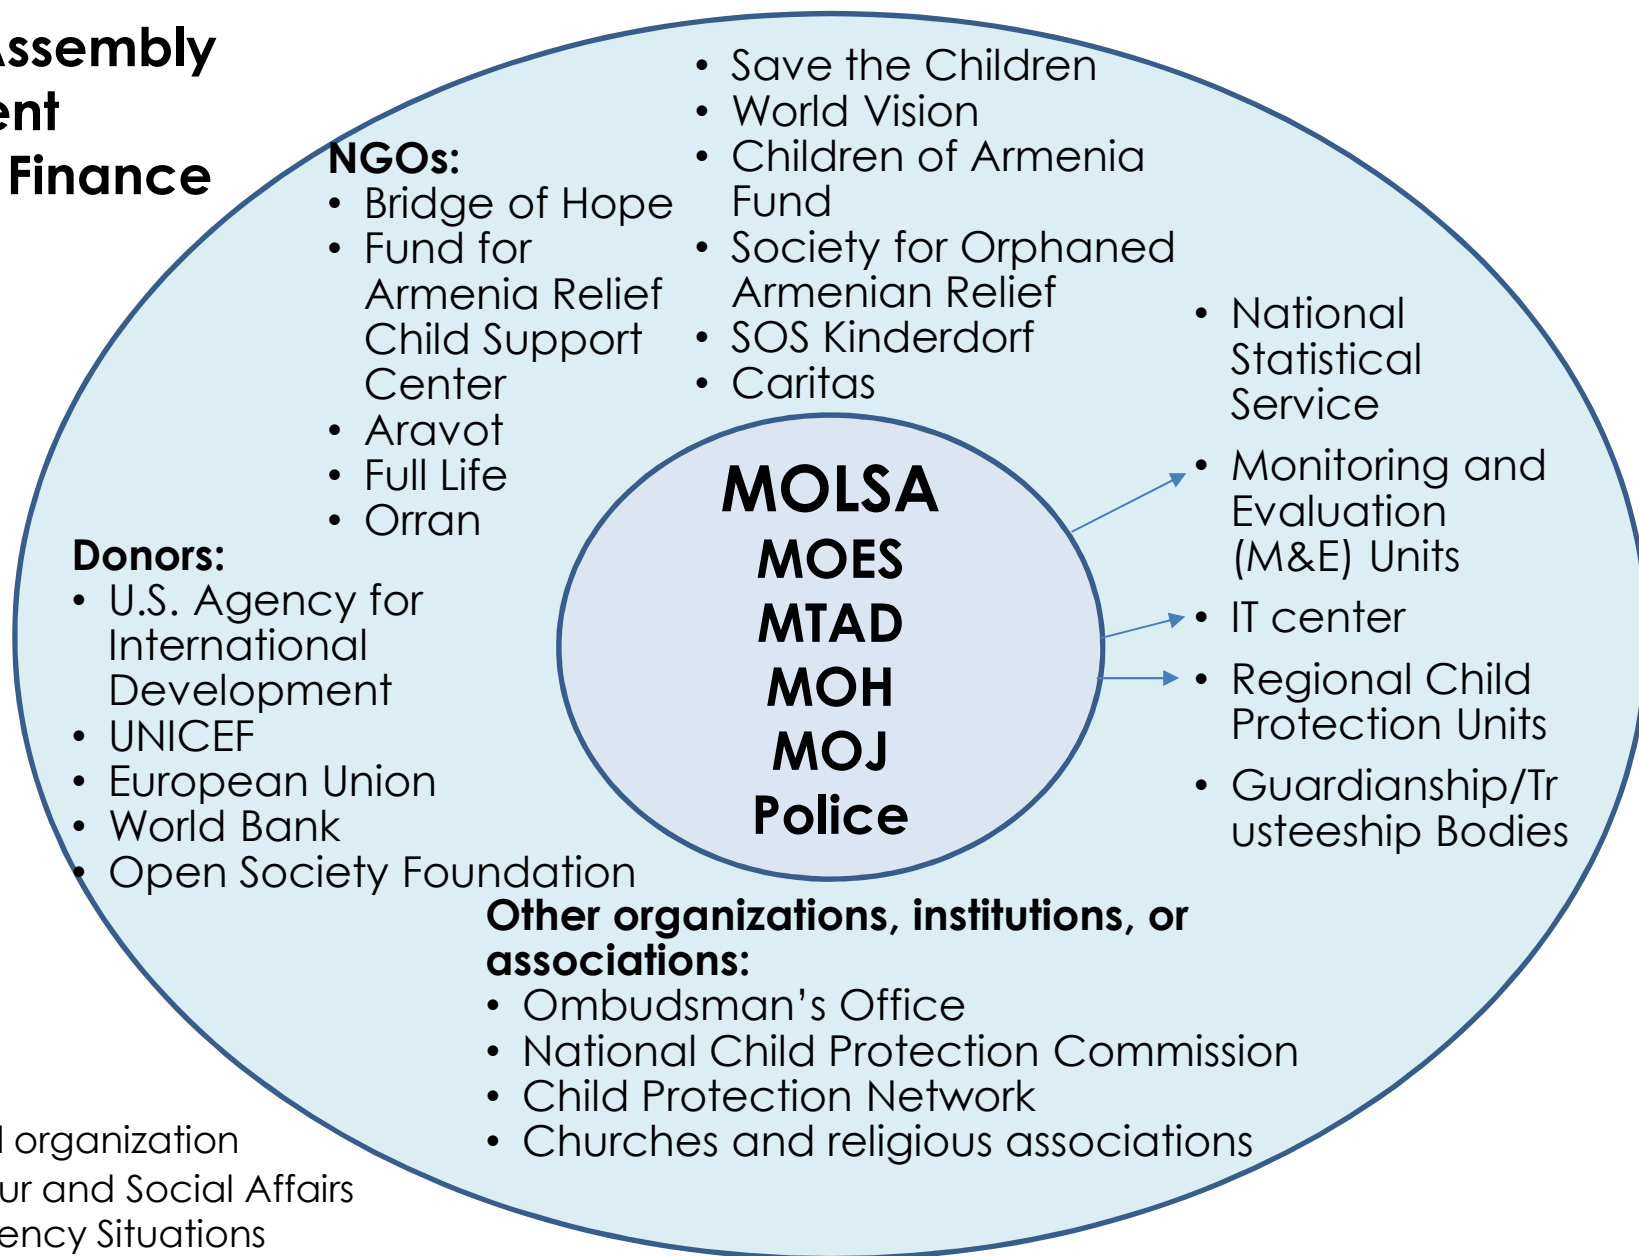 Assembly
ent
Finance
NGOs:
• Bridge of Hope
• Fund for
Armenia Relief
Child Support
Center
• Aravot
• Full Life
• Orran
• Save the Children
• World Vision
• Children of Armenia
Fund
• Society for Orphaned
Armenian Relief
• SOS Kinderdorf
• Caritas
• National
Statistical
Service
• Monitoring and
Evaluation
(M&E) Units
• IT center
• Regional Child
Protection Units
• Guardianship/Tr
usteeship Bodies
MOLSA
MOES
MTAD
MOH
MOJ
Police
Donors:
• U.S. Agency for
International
Development
• UNICEF
• European Union
• World Bank
• Open Society Foundation
Other organizations, institutions, or
associations:
• Ombudsman’s Office
• National Child Protection Commission
• Child Protection Network
• Churches and religious associations
l organization
ur and Social Affairs
ency Situations